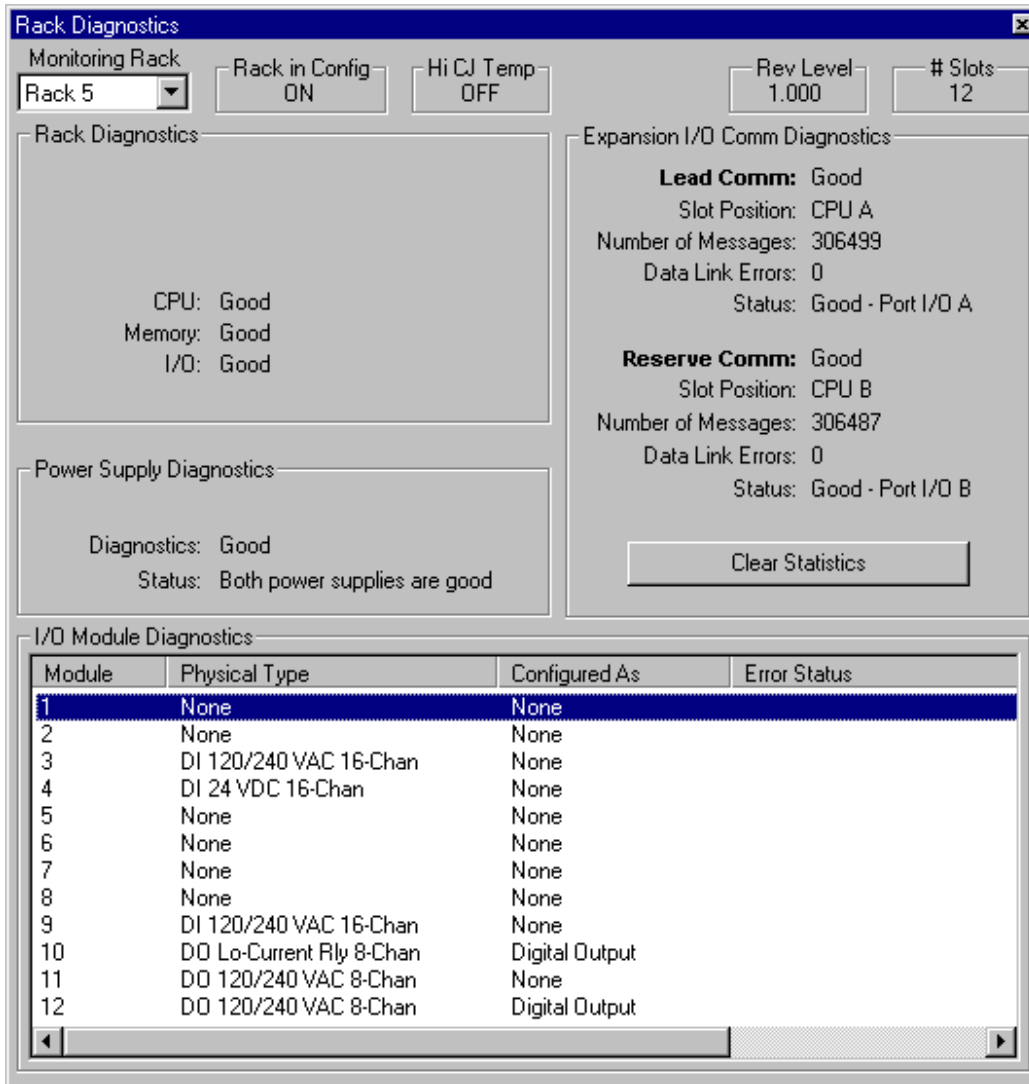 Rack Diagnostics
Monitoring Rack
Rack 5
Rack in Config
ON
Hi CJ Temp
OFF
Rev Level
1.000
# Slots
12
Rack Diagnostics
CPU: Good
Memory: Good
I/O: Good
Power Supply Diagnostics
Diagnostics: Good
Status: Both power supplies are good
Expansion I/O Comm Diagnostics
Lead Comm: Good
Slot Position: CPU A
Number of Messages: 306499
Data Link Errors: 0
Status: Good - Port I/O A
Reserve Comm: Good
Slot Position: CPU B
Number of Messages: 306487
Data Link Errors: 0
Status: Good - Port I/O B
Clear Statistics
I/O Module Diagnostics
Module Physical Type Configured As Error Status
1 None None
2 None None
3 DI 120/240 VAC 16-Chan None
4 DI 24 VDC 16-Chan None
5 None None
6 None None
7 None None
8 None None
9 DI 120/240 VAC 16-Chan None
10 DO Lo-Current Rly 8-Chan Digital Output
11 DO 120/240 VAC 8-Chan None
12 DO 120/240 VAC 8-Chan Digital Output